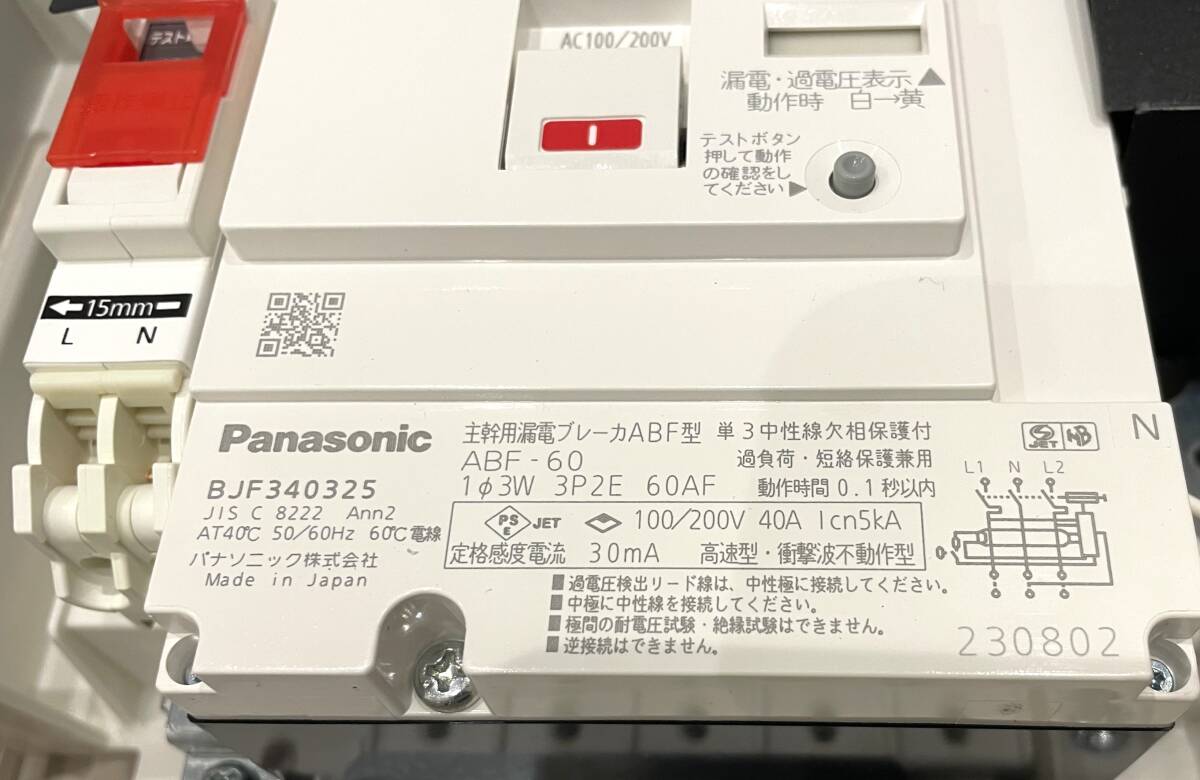 テスト
AC100/200V
I
漏電・過電圧表示▲
動作時 白→黄
テストボタン
押して動作
の確認をし
てください▶
←15mm
L N
Panasonic
BJF340325
JIS C 8222 Ann2
AT40℃ 50/60Hz 60℃電線
パナソニック株式会社
Made in Japan
主幹用漏電ブレーカABF型 単3中性線欠相保護付
ABF-60 過負荷・短絡保護兼用
1φ3W 3P2E 60AF 動作時間0.1秒以内
PSE JET 100/200V 40A Icn5kA
定格感度電流 30mA 高速型・衝撃波不動作型
■過電圧検出リード線は、中性極に接続してください。
■中極に中性線を接続してください。
■極間の耐電圧試験・絶縁試験はできません。
■逆接続はできません。
JET
N
L1 N L2
230802